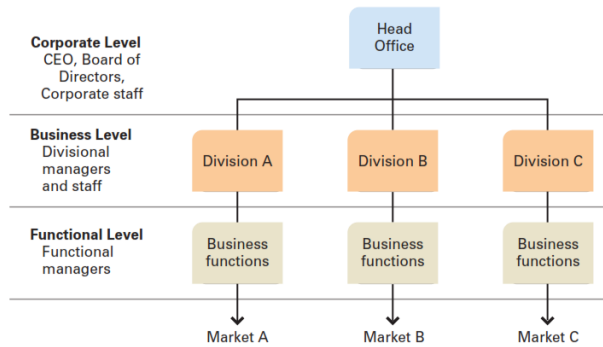 Corporate Level
CEO, Board of
Directors,
Corporate staff
Head
Office
Business Level
Divisional
managers
and staff
Division A
Division B
Division C
Functional Level
Functional
managers
Business
functions
Business
functions
Business
functions
Market A
Market B
Market C